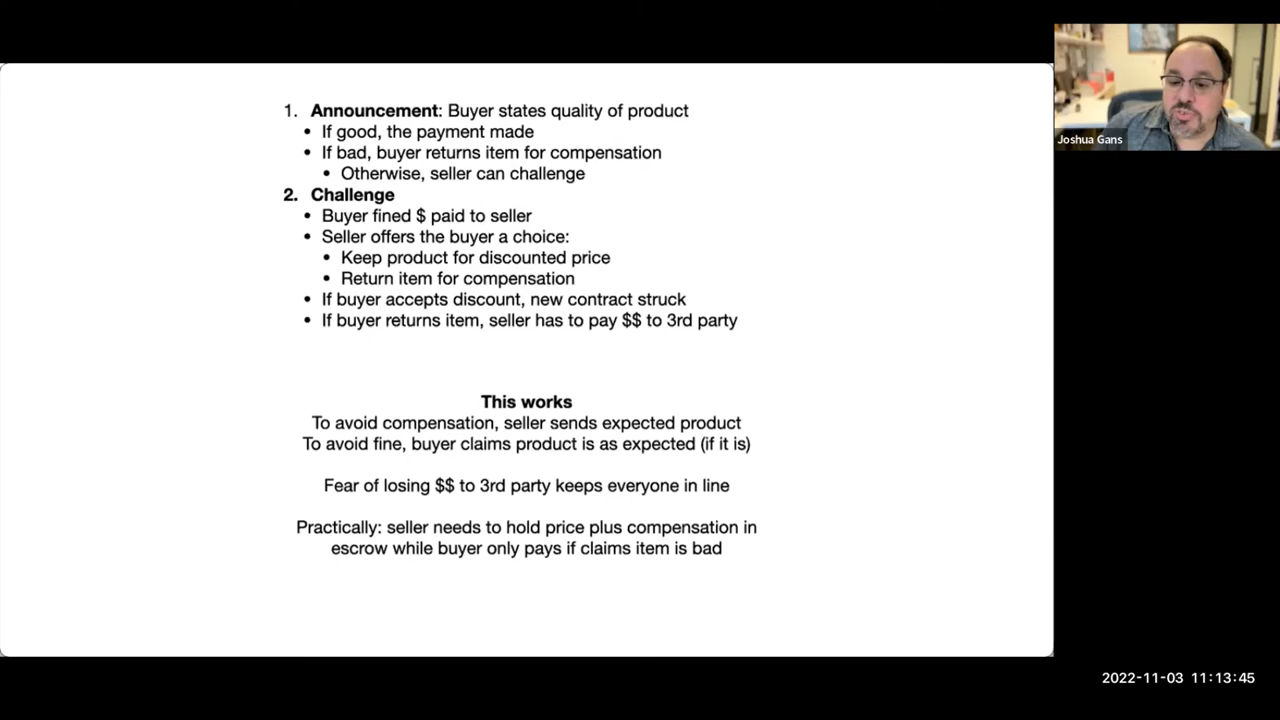 1. Announcement: Buyer states quality of product
• If good, the payment made
• If bad, buyer returns item for compensation
• Otherwise, seller can challenge
2. Challenge
• Buyer fined $ paid to seller
• Seller offers the buyer a choice:
• Keep product for discounted price
• Return item for compensation
• If buyer accepts discount, new contract struck
• If buyer returns item, seller has to pay $$ to 3rd party
This works
To avoid compensation, seller sends expected product
To avoid fine, buyer claims product is as expected (if it is)
Fear of losing $$ to 3rd party keeps everyone in line
Practically: seller needs to hold price plus compensation in
escrow while buyer only pays if claims item is bad
Joshua Gans
2022-11-03 11:13:45